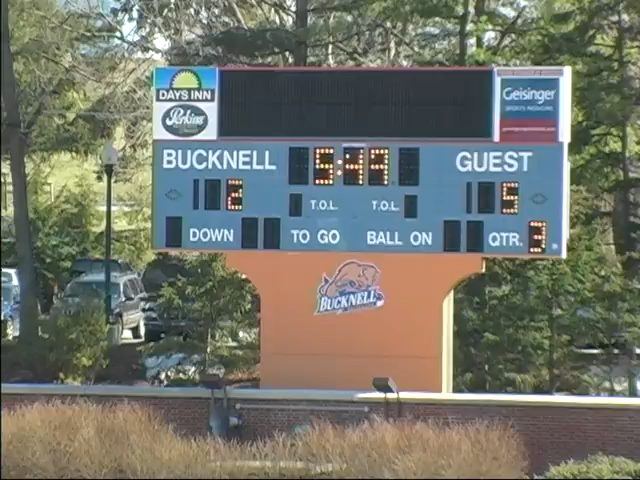 DAYS INN
Perkins
Geisinger
BUCKNELL 5:49 GUEST
2 T.O.L. T.O.L. 5
DOWN TO GO BALL ON QTR. 3
BUCKNELL